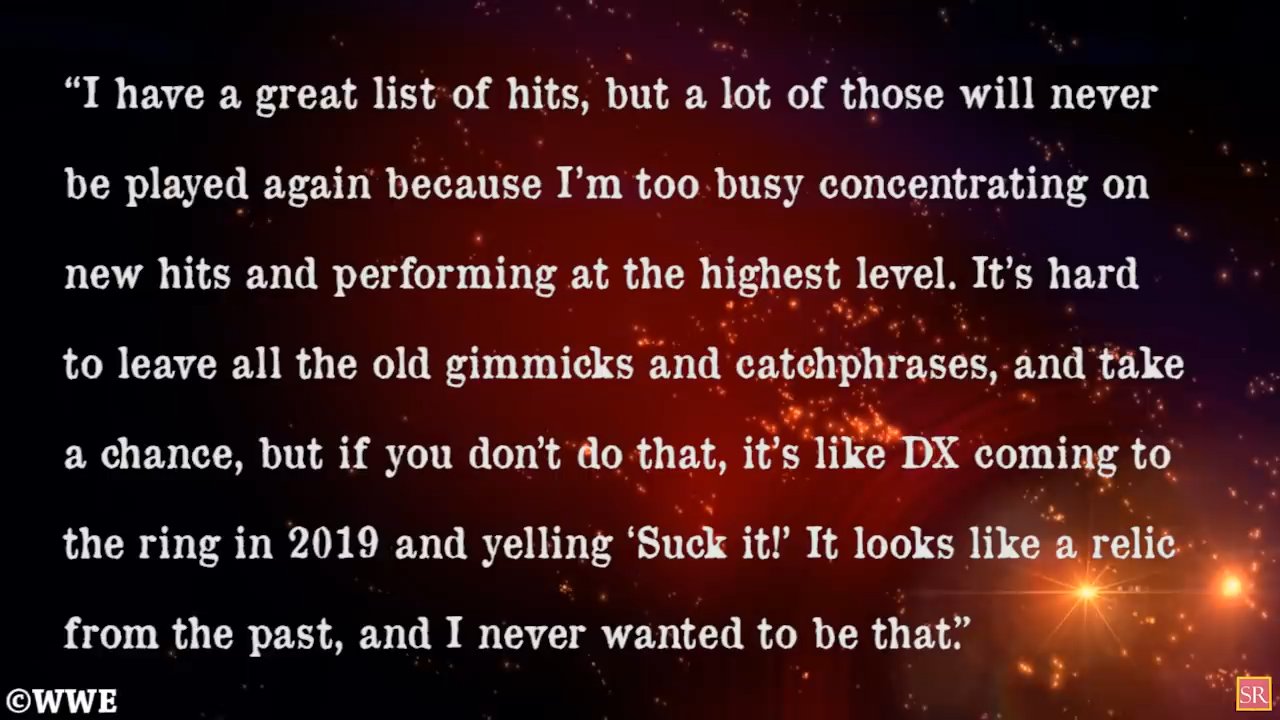 “I have a great list of hits, but a lot of those will never
be played again because I’m too busy concentrating on
new hits and performing at the highest level. It’s hard
to leave all the old gimmicks and catchphrases, and take
a chance, but if you don’t do that, it’s like DX coming to
the ring in 2019 and yelling ‘Suck it!’ It looks like a relic
from the past, and I never wanted to be that.”
©WWE
SR